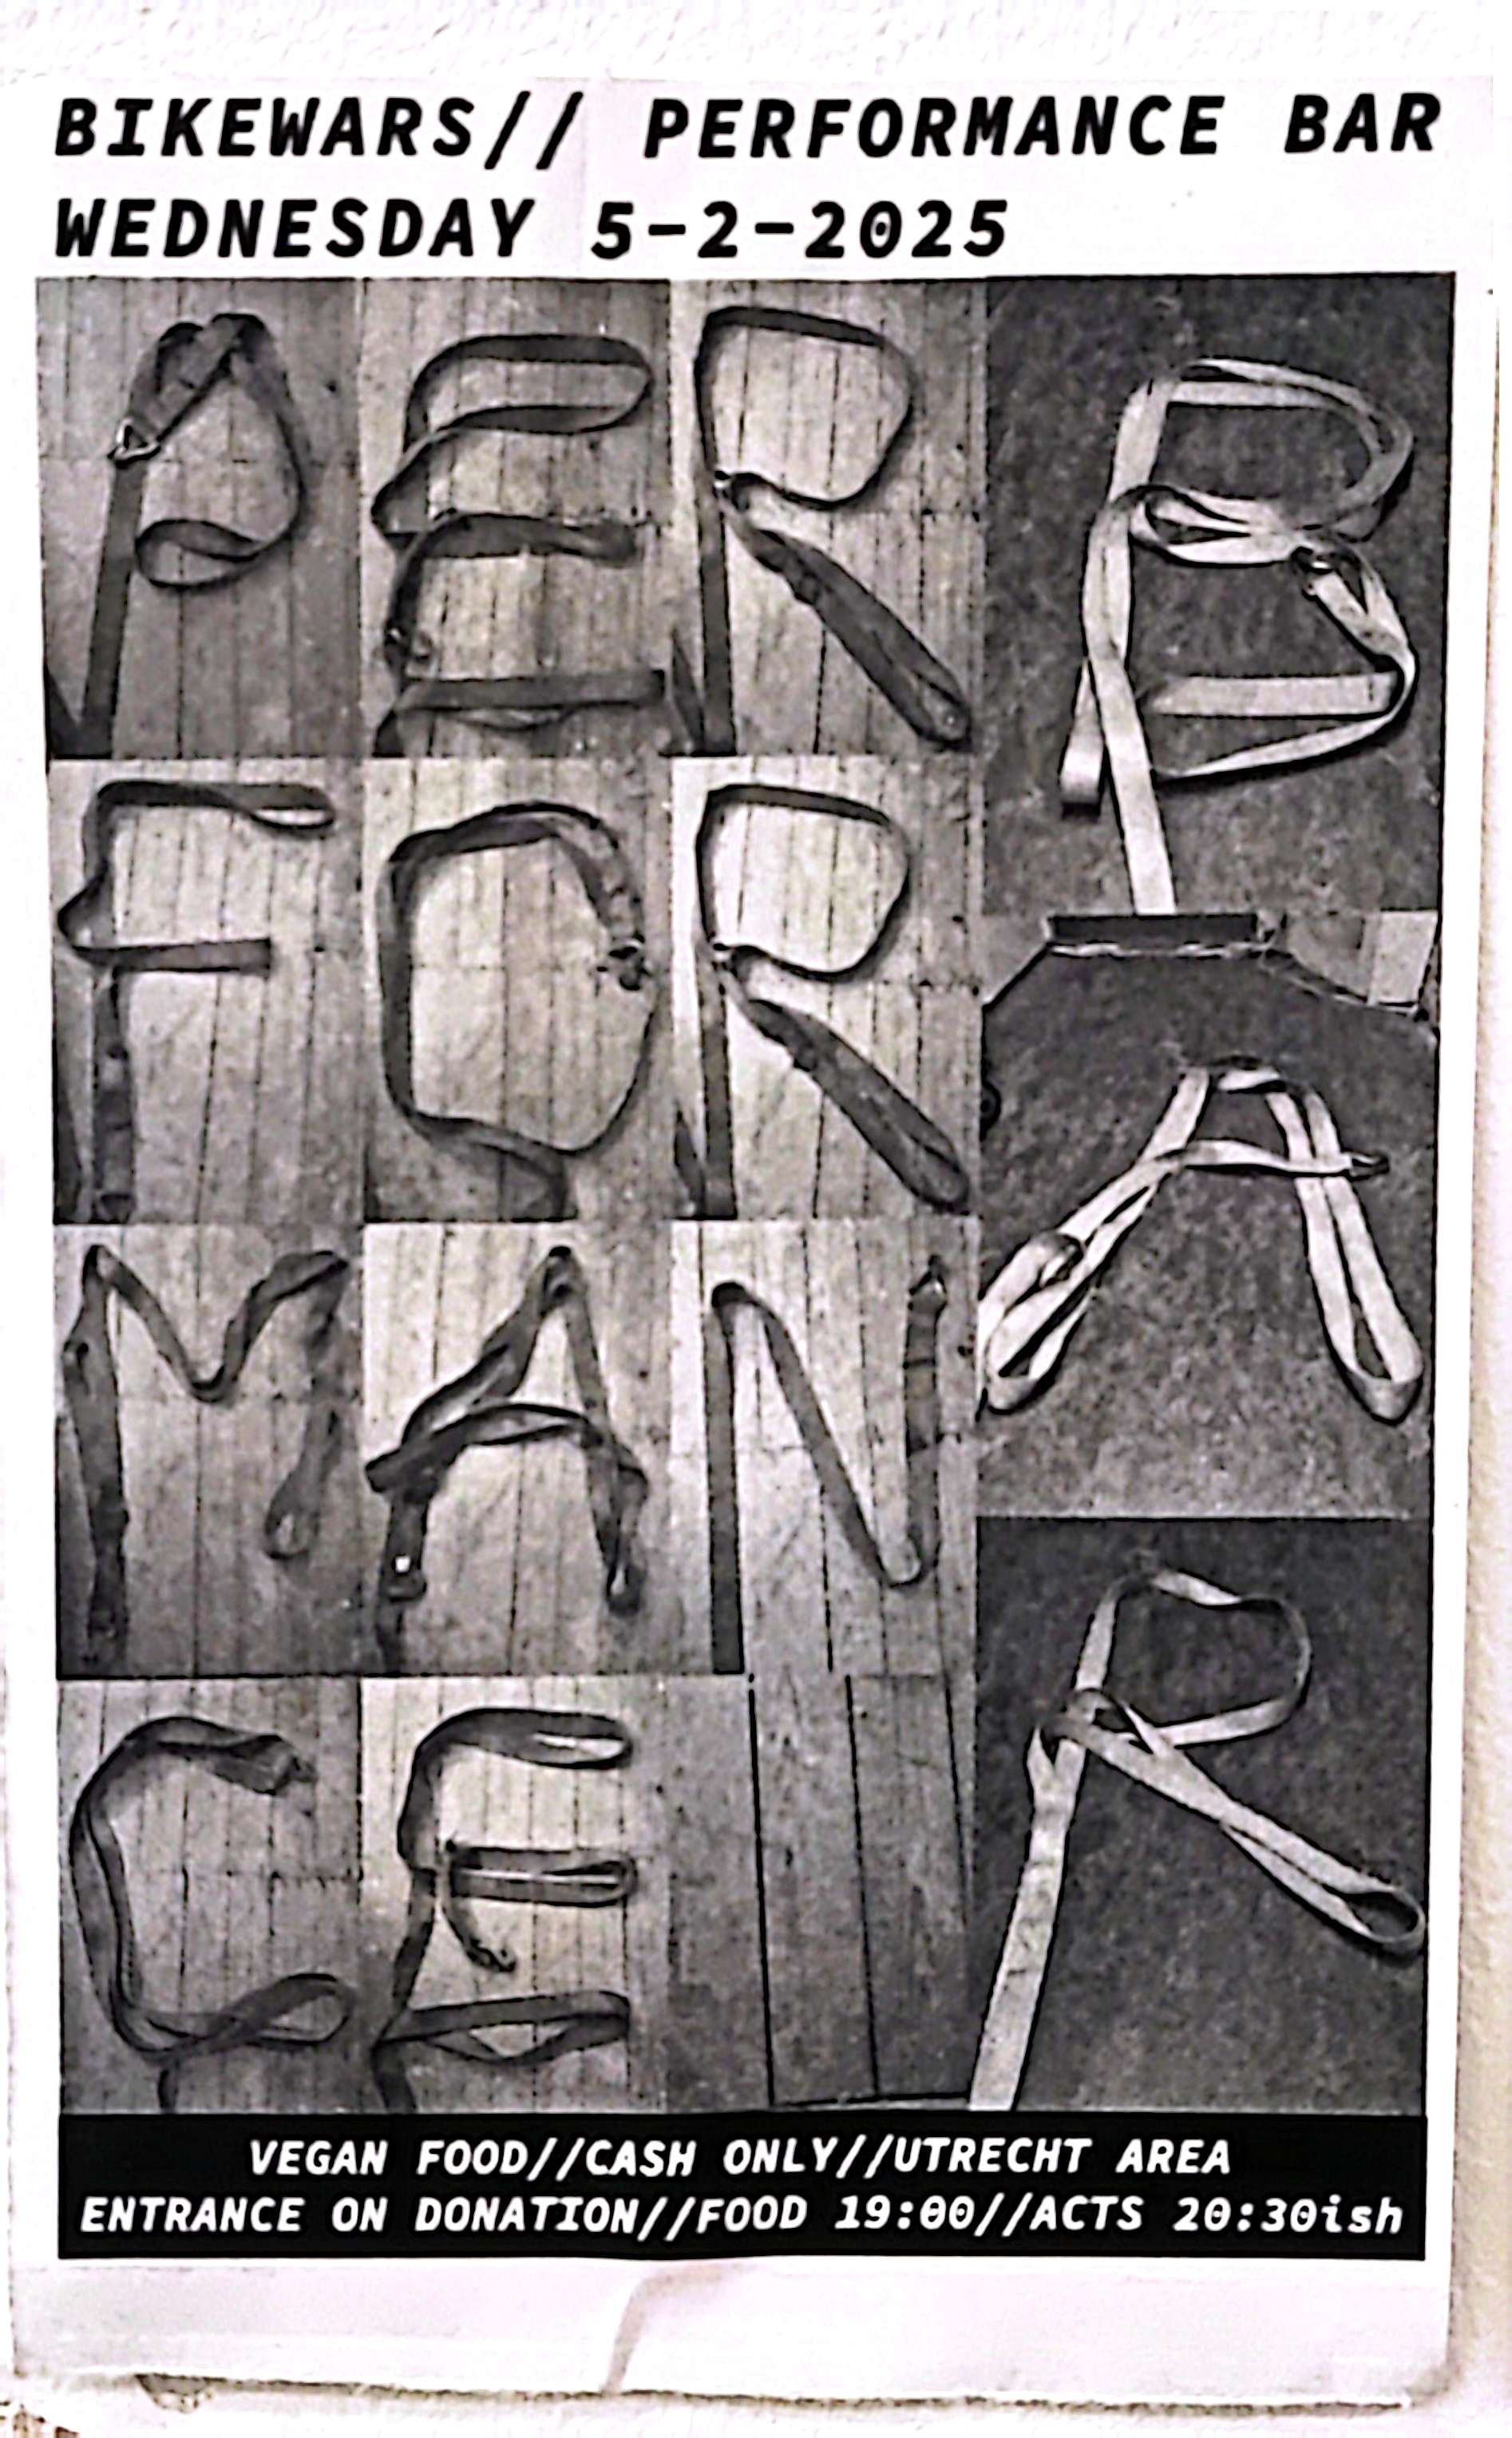 BIKEWARS// PERFORMANCE BAR
WEDNESDAY 5-2-2025
PER
FOR
MAN
CE
B
A
R
VEGAN FOOD//CASH ONLY//UTRECHT AREA
ENTRANCE ON DONATION//FOOD 19:00//ACTS 20:30ish